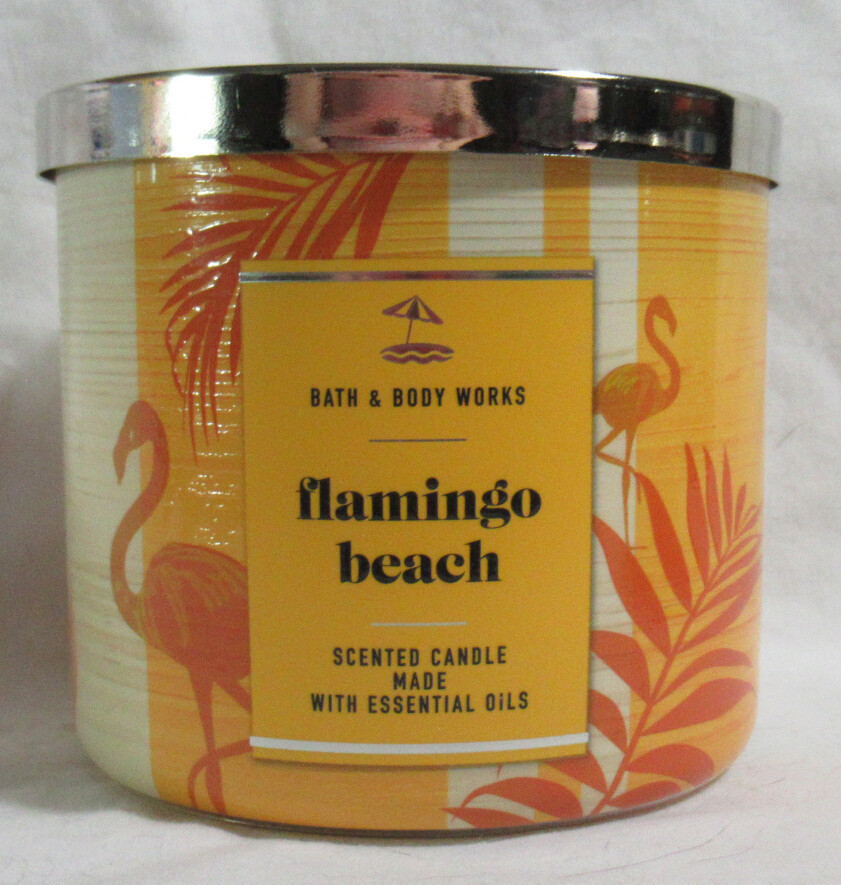 BATH & BODY WORKS
flamingo
beach
SCENTED CANDLE
MADE
WITH ESSENTIAL OiLS